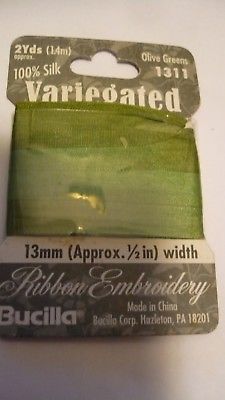 2Yds (1.4m) Olive Greens
approx. 1311
100% Silk
Variegated
13mm (Approx. ½ in) width
Ribbon Embroidery
Made in China
Bucilla Bucilla Corp. Hazleton, PA 18201